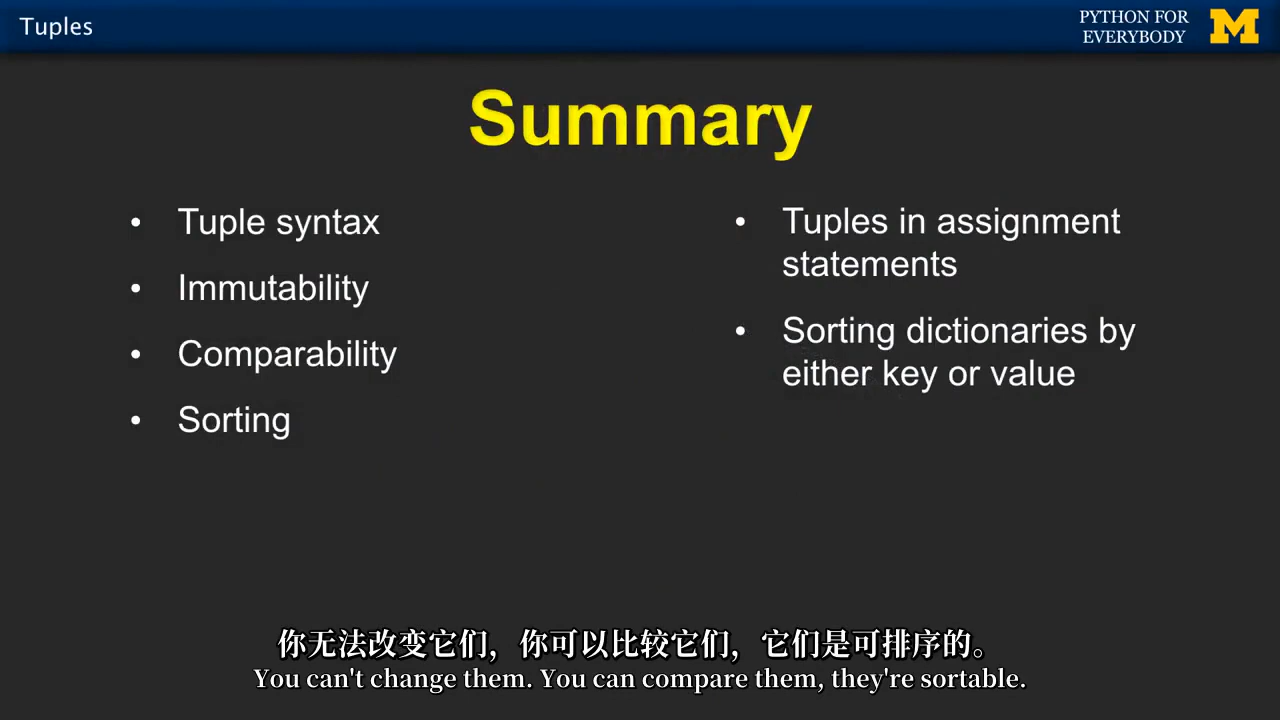 Tuples
PYTHON FOR
EVERYBODY
M
Summary
• Tuple syntax
• Immutability
• Comparability
• Sorting
• Tuples in assignment
statements
• Sorting dictionaries by
either key or value
你无法改变它们，你可以比较它们，它们是可排序的。
You can't change them. You can compare them, they're sortable.